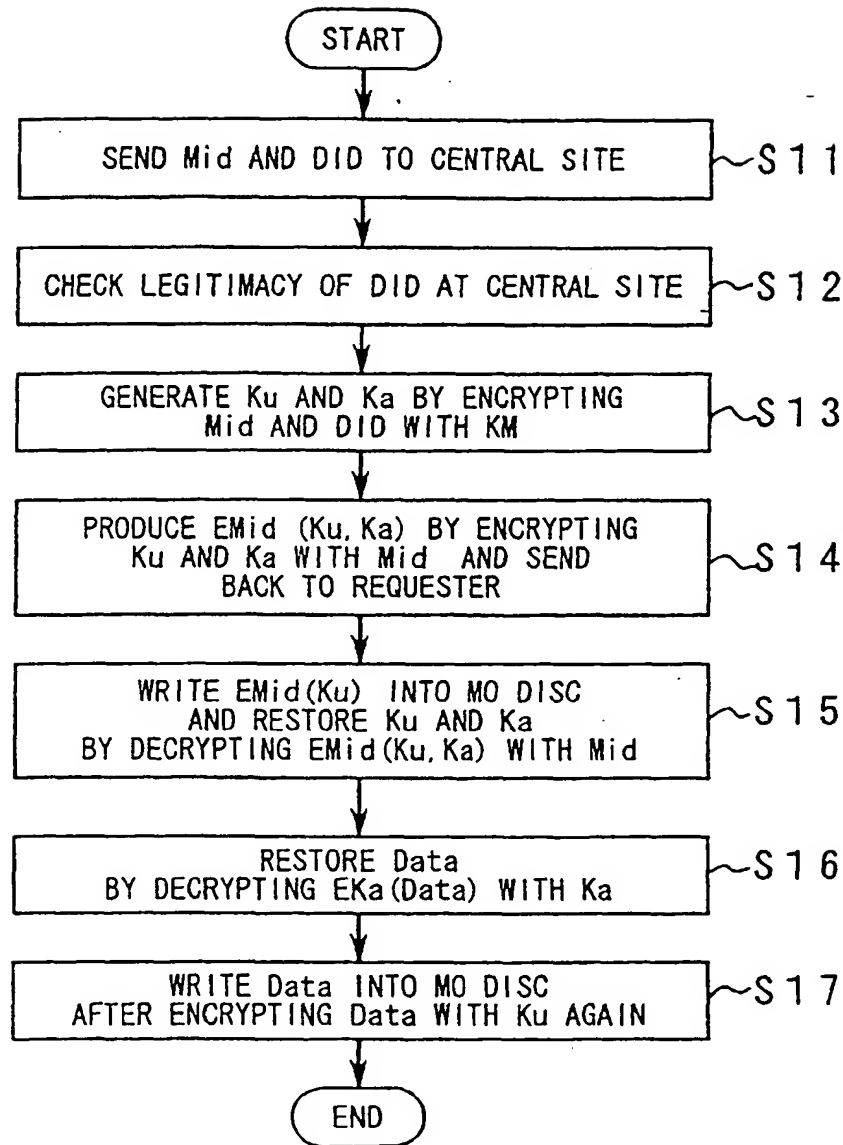 START
SEND Mid AND DID TO CENTRAL SITE
S11
CHECK LEGITIMACY OF DID AT CENTRAL SITE
S12
GENERATE Ku AND Ka BY ENCRYPTING
Mid AND DID WITH KM
S13
PRODUCE EMid (Ku,Ka) BY ENCRYPTING
Ku AND Ka WITH Mid AND SEND
BACK TO REQUESTER
S14
WRITE EMid(Ku) INTO MO DISC
AND RESTORE Ku AND Ka
BY DECRYPTING EMid(Ku,Ka) WITH Mid
S15
RESTORE Data
BY DECRYPTING EKa(Data) WITH Ka
S16
WRITE Data INTO MO DISC
AFTER ENCRYPTING Data WITH Ku AGAIN
S17
END